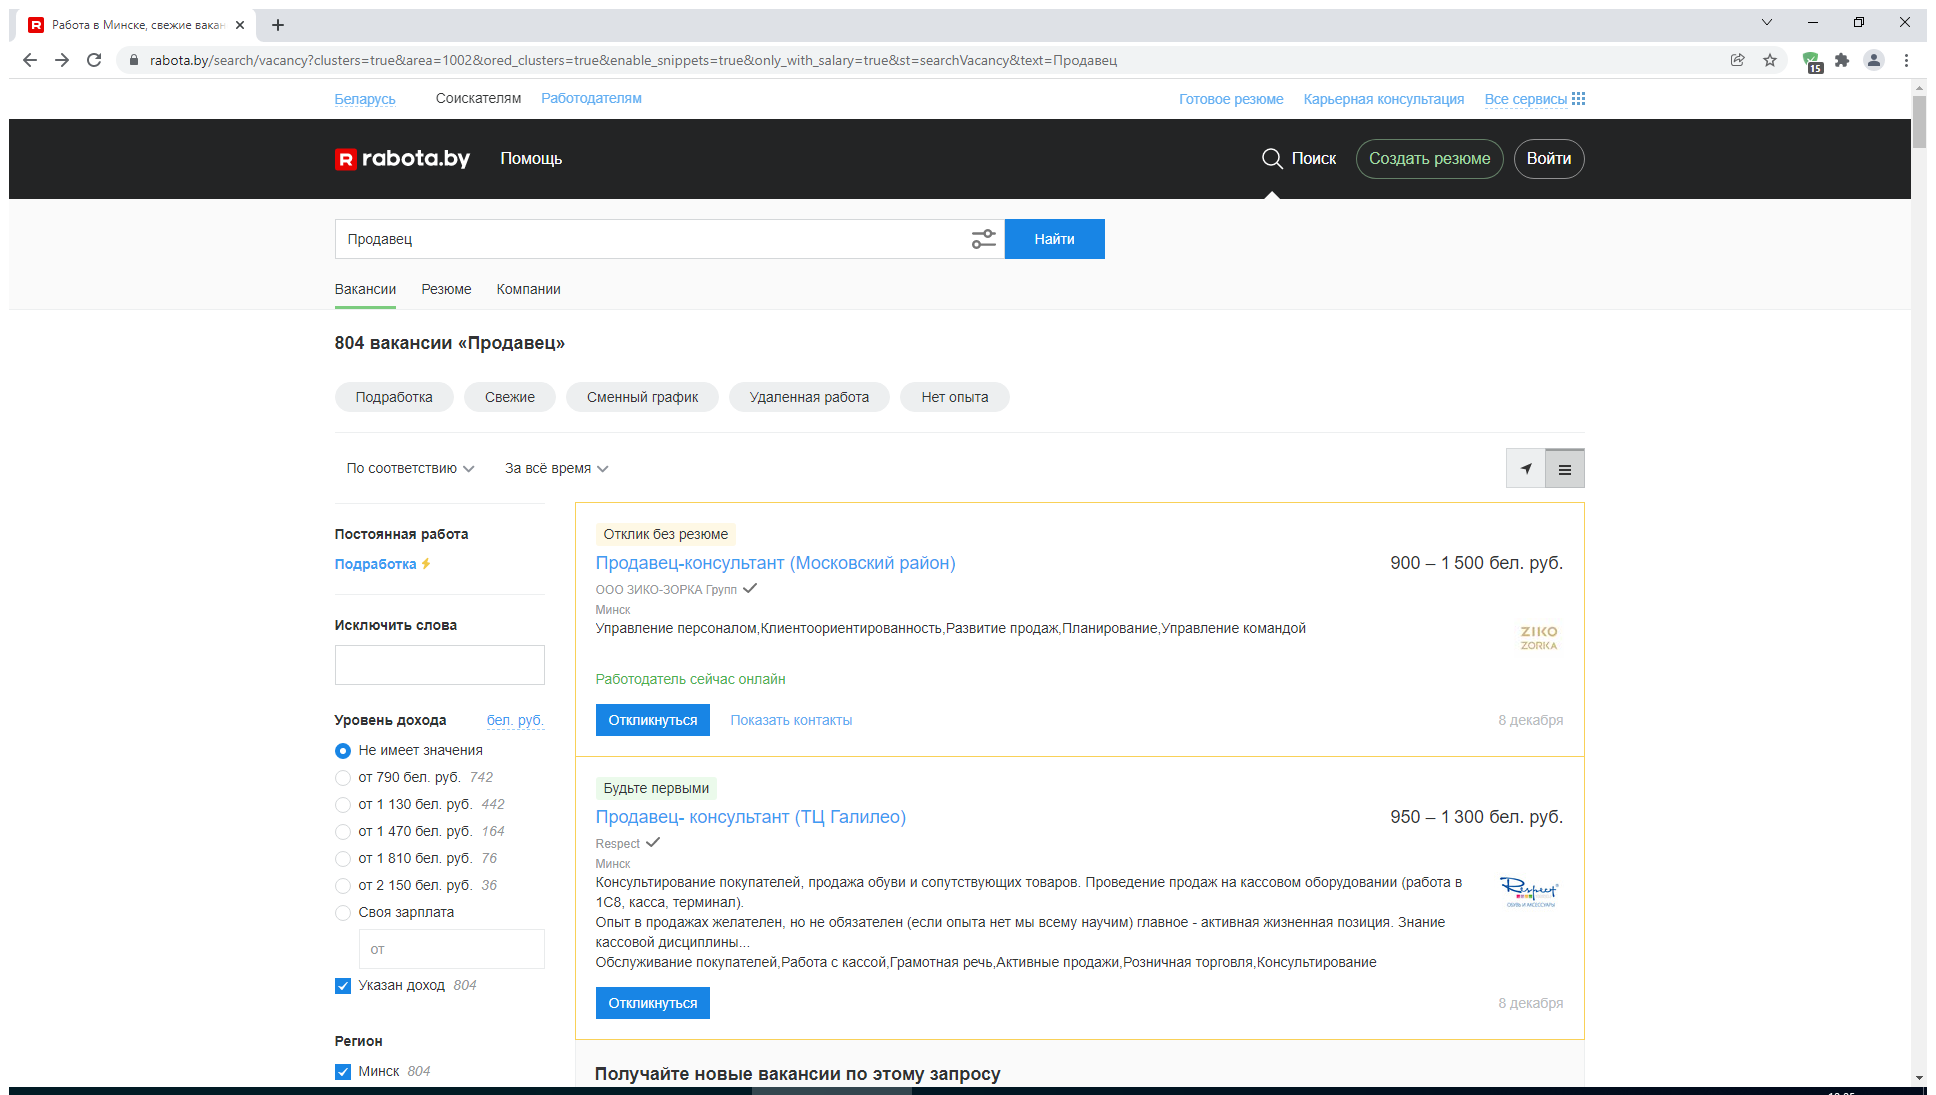 Работа в Минске, свежие вакан
rabota.by/search/vacancy?clusters=true&area=1002&ored_clusters=true&enable_snippets=true&only_with_salary=true&st=searchVacancy&text=Продавец
15
Беларусь Соискателям Работодателям Готовое резюме Карьерная консультация Все сервисы
R rabota.by Помощь Поиск Создать резюме Войти
Продавец Найти
Вакансии Резюме Компании
804 вакансии «Продавец»
Подработка Свежие Сменный график Удаленная работа Нет опыта
По соответствию За всё время
Постоянная работа
Подработка
Исключить слова
Уровень дохода бел. руб.
Не имеет значения
от 790 бел. руб. 742
от 1 130 бел. руб. 442
от 1 470 бел. руб. 164
от 1 810 бел. руб. 76
от 2 150 бел. руб. 36
Своя зарплата
от
Указан доход 804
Регион
Минск 804
Отклик без резюме
Продавец-консультант (Московский район) 900 – 1 500 бел. руб.
ООО ЗИКО-ЗОРКА Групп
Минск
Управление персоналом,Клиентоориентированность,Развитие продаж,Планирование,Управление командой
ZIKO
ZORKA
Работодатель сейчас онлайн
Откликнуться Показать контакты 8 декабря
Будьте первыми
Продавец- консультант (ТЦ Галилео) 950 – 1 300 бел. руб.
Respect
Минск
Консультирование покупателей, продажа обуви и сопутствующих товаров. Проведение продаж на кассовом оборудовании (работа в
1С8, касса, терминал).
Опыт в продажах желателен, но не обязателен (если опыта нет мы всему научим) главное - активная жизненная позиция. Знание
кассовой дисциплины...
Обслуживание покупателей,Работа с кассой,Грамотная речь,Активные продажи,Розничная торговля,Консультирование
Respect
ОБУВЬ И АКСЕССУАРЫ
Откликнуться 8 декабря
Получайте новые вакансии по этому запросу